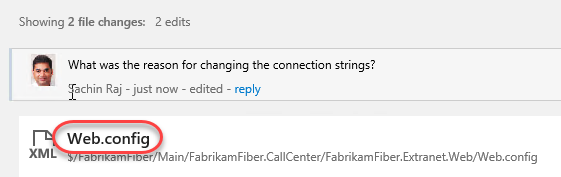 Showing 2 file changes: 2 edits
What was the reason for changing the connection strings?
Sachin Raj - just now - edited - reply
Web.config
XML
$/FabrikamFiber/Main/FabrikamFiber.CallCenter/FabrikamFiber.Extranet.Web/Web.config